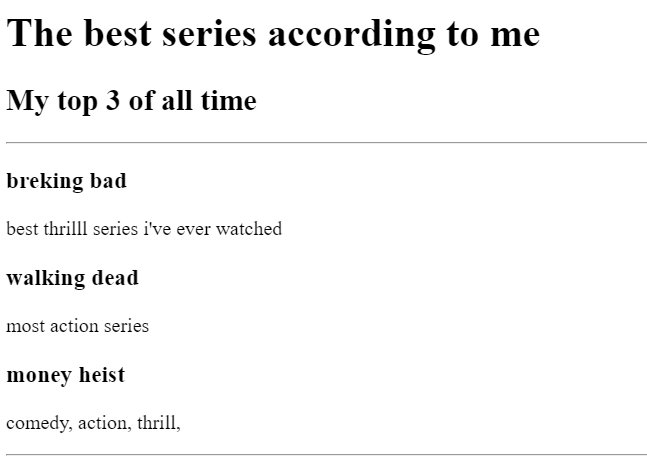 The best series according to me
My top 3 of all time
breking bad
best thrilll series i've ever watched
walking dead
most action series
money heist
comedy, action, thrill,